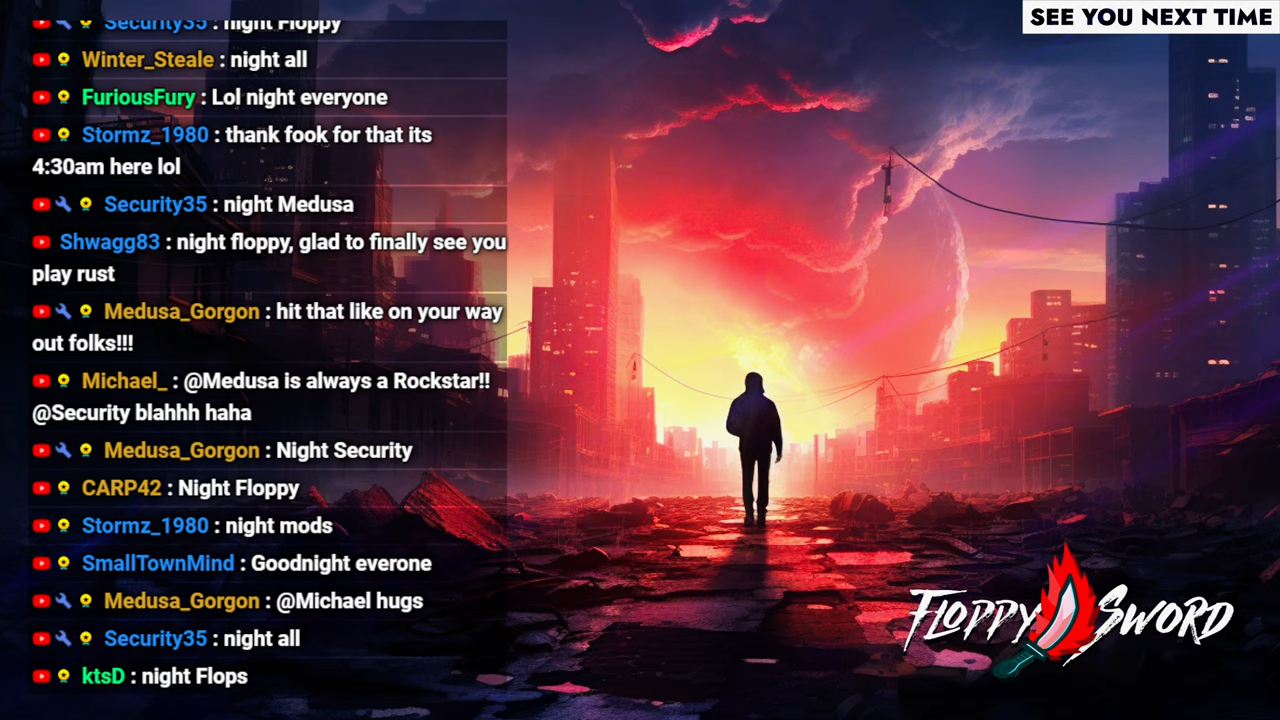 Security35 : night Floppy
SEE YOU NEXT TIME
Winter_Steale : night all
FuriousFury : Lol night everyone
Stormz_1980 : thank fook for that its
4:30am here lol
Security35 : night Medusa
Shwagg83 : night floppy, glad to finally see you
play rust
Medusa_Gorgon : hit that like on your way
out folks!!!
Michael_ : @Medusa is always a Rockstar!!
@Security blahhh haha
Medusa_Gorgon : Night Security
CARP42 : Night Floppy
Stormz_1980 : night mods
SmallTownMind : Goodnight everone
Medusa_Gorgon : @Michael hugs
Security35 : night all
ktsD : night Flops
FLOPPY SWORD